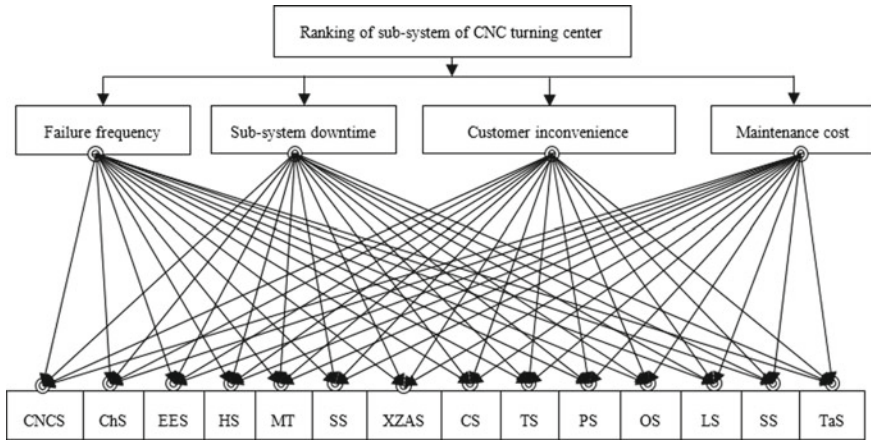 Ranking of sub-system of CNC turning center
Failure frequency Sub-system downtime Customer inconvenience Maintenance cost
CNCS ChS EES HS MT SS XZAS CS TS PS OS LS SS TaS